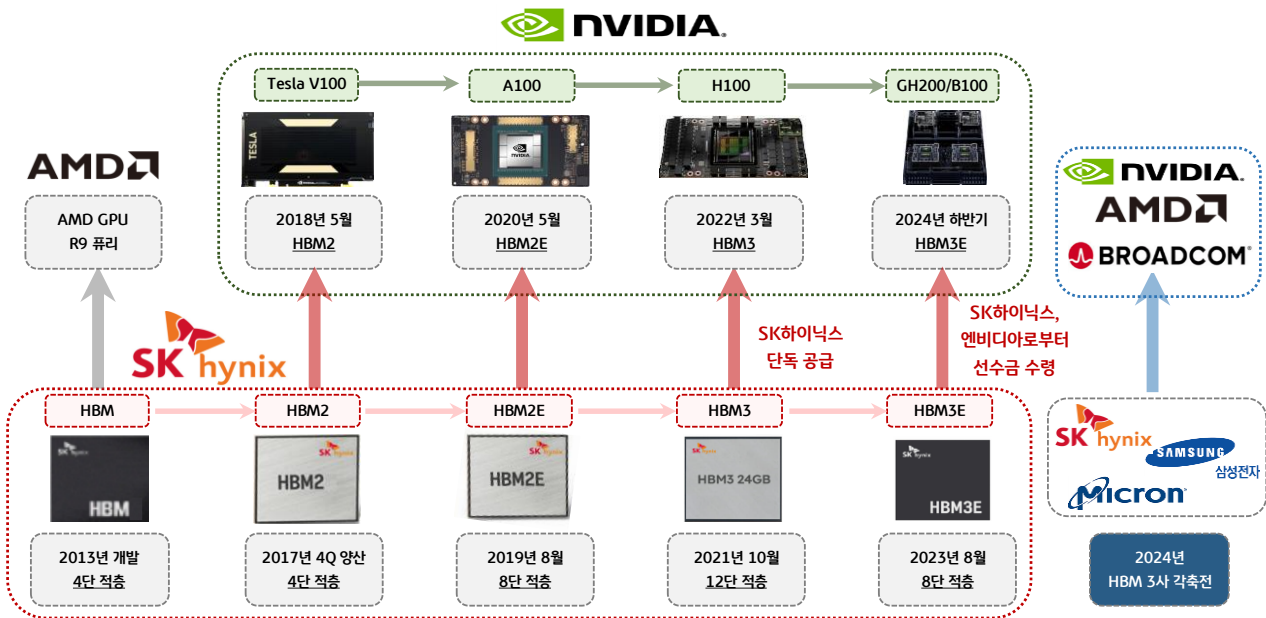 NVIDIA.
Tesla V100
A100
H100
GH200/B100
TESLA
NVIDIA
AMD
AMD GPU
R9 퓨리
2018년 5월
HBM2
2020년 5월
HBM2E
2022년 3월
HBM3
2024년 하반기
HBM3E
NVIDIA.
AMD
BROADCOM
SK hynix
SK하이닉스
단독 공급
SK하이닉스,
엔비디아로부터
선수금 수령
HBM
HBM2
HBM2E
HBM3
HBM3E
SK hynix
HBM
SK hynix
HBM2
SK hynix
HBM2E
SK hynix
HBM3 24GB
SK hynix
HBM3E
2013년 개발
4단 적층
2017년 4Q 양산
4단 적층
2019년 8월
8단 적층
2021년 10월
12단 적층
2023년 8월
8단 적층
SK hynix
SAMSUNG
삼성전자
Micron
2024년
HBM 3사 각축전